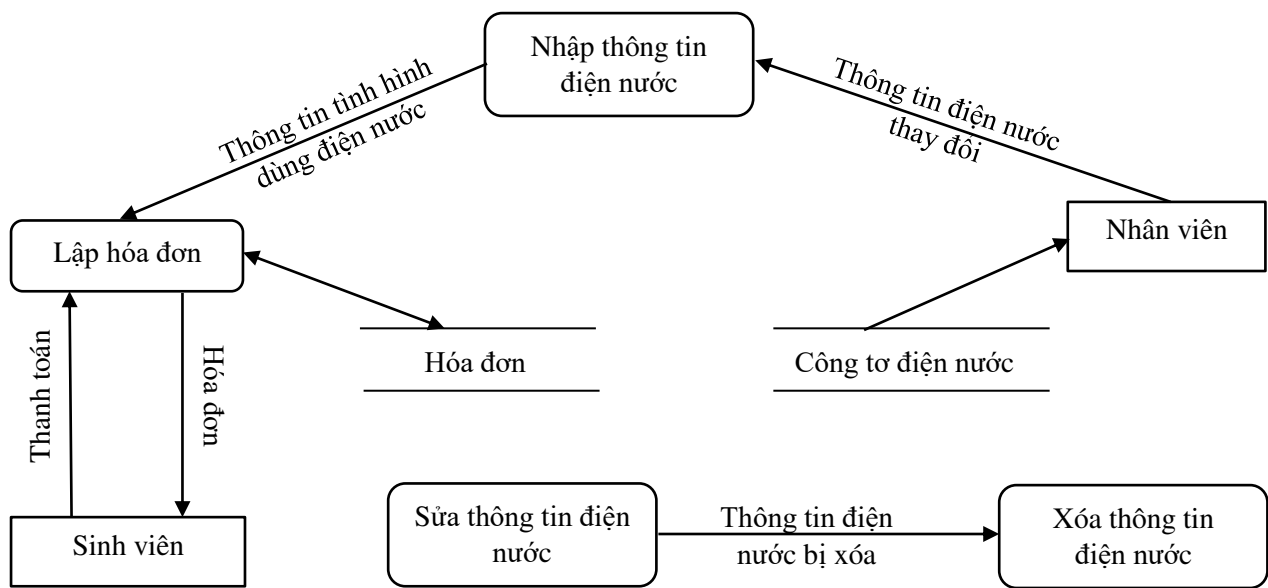 Nhập thông tin
điện nước
Thông tin tình hình
dùng điện nước
Thông tin điện nước
thay đổi
Lập hóa đơn
Nhân viên
Thanh toán
Hóa đơn
Hóa đơn
Công tơ điện nước
Sinh viên
Sửa thông tin điện
nước
Thông tin điện
nước bị xóa
Xóa thông tin
điện nước